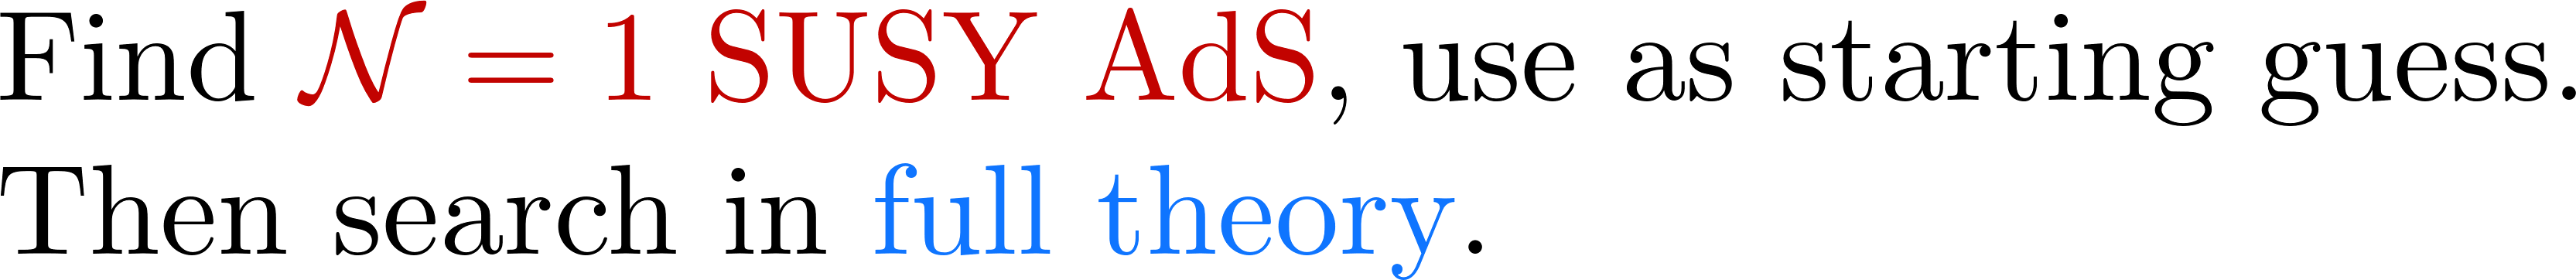 Find 𝒩 = 1 SUSY AdS, use as starting guess.
Then search in full theory.